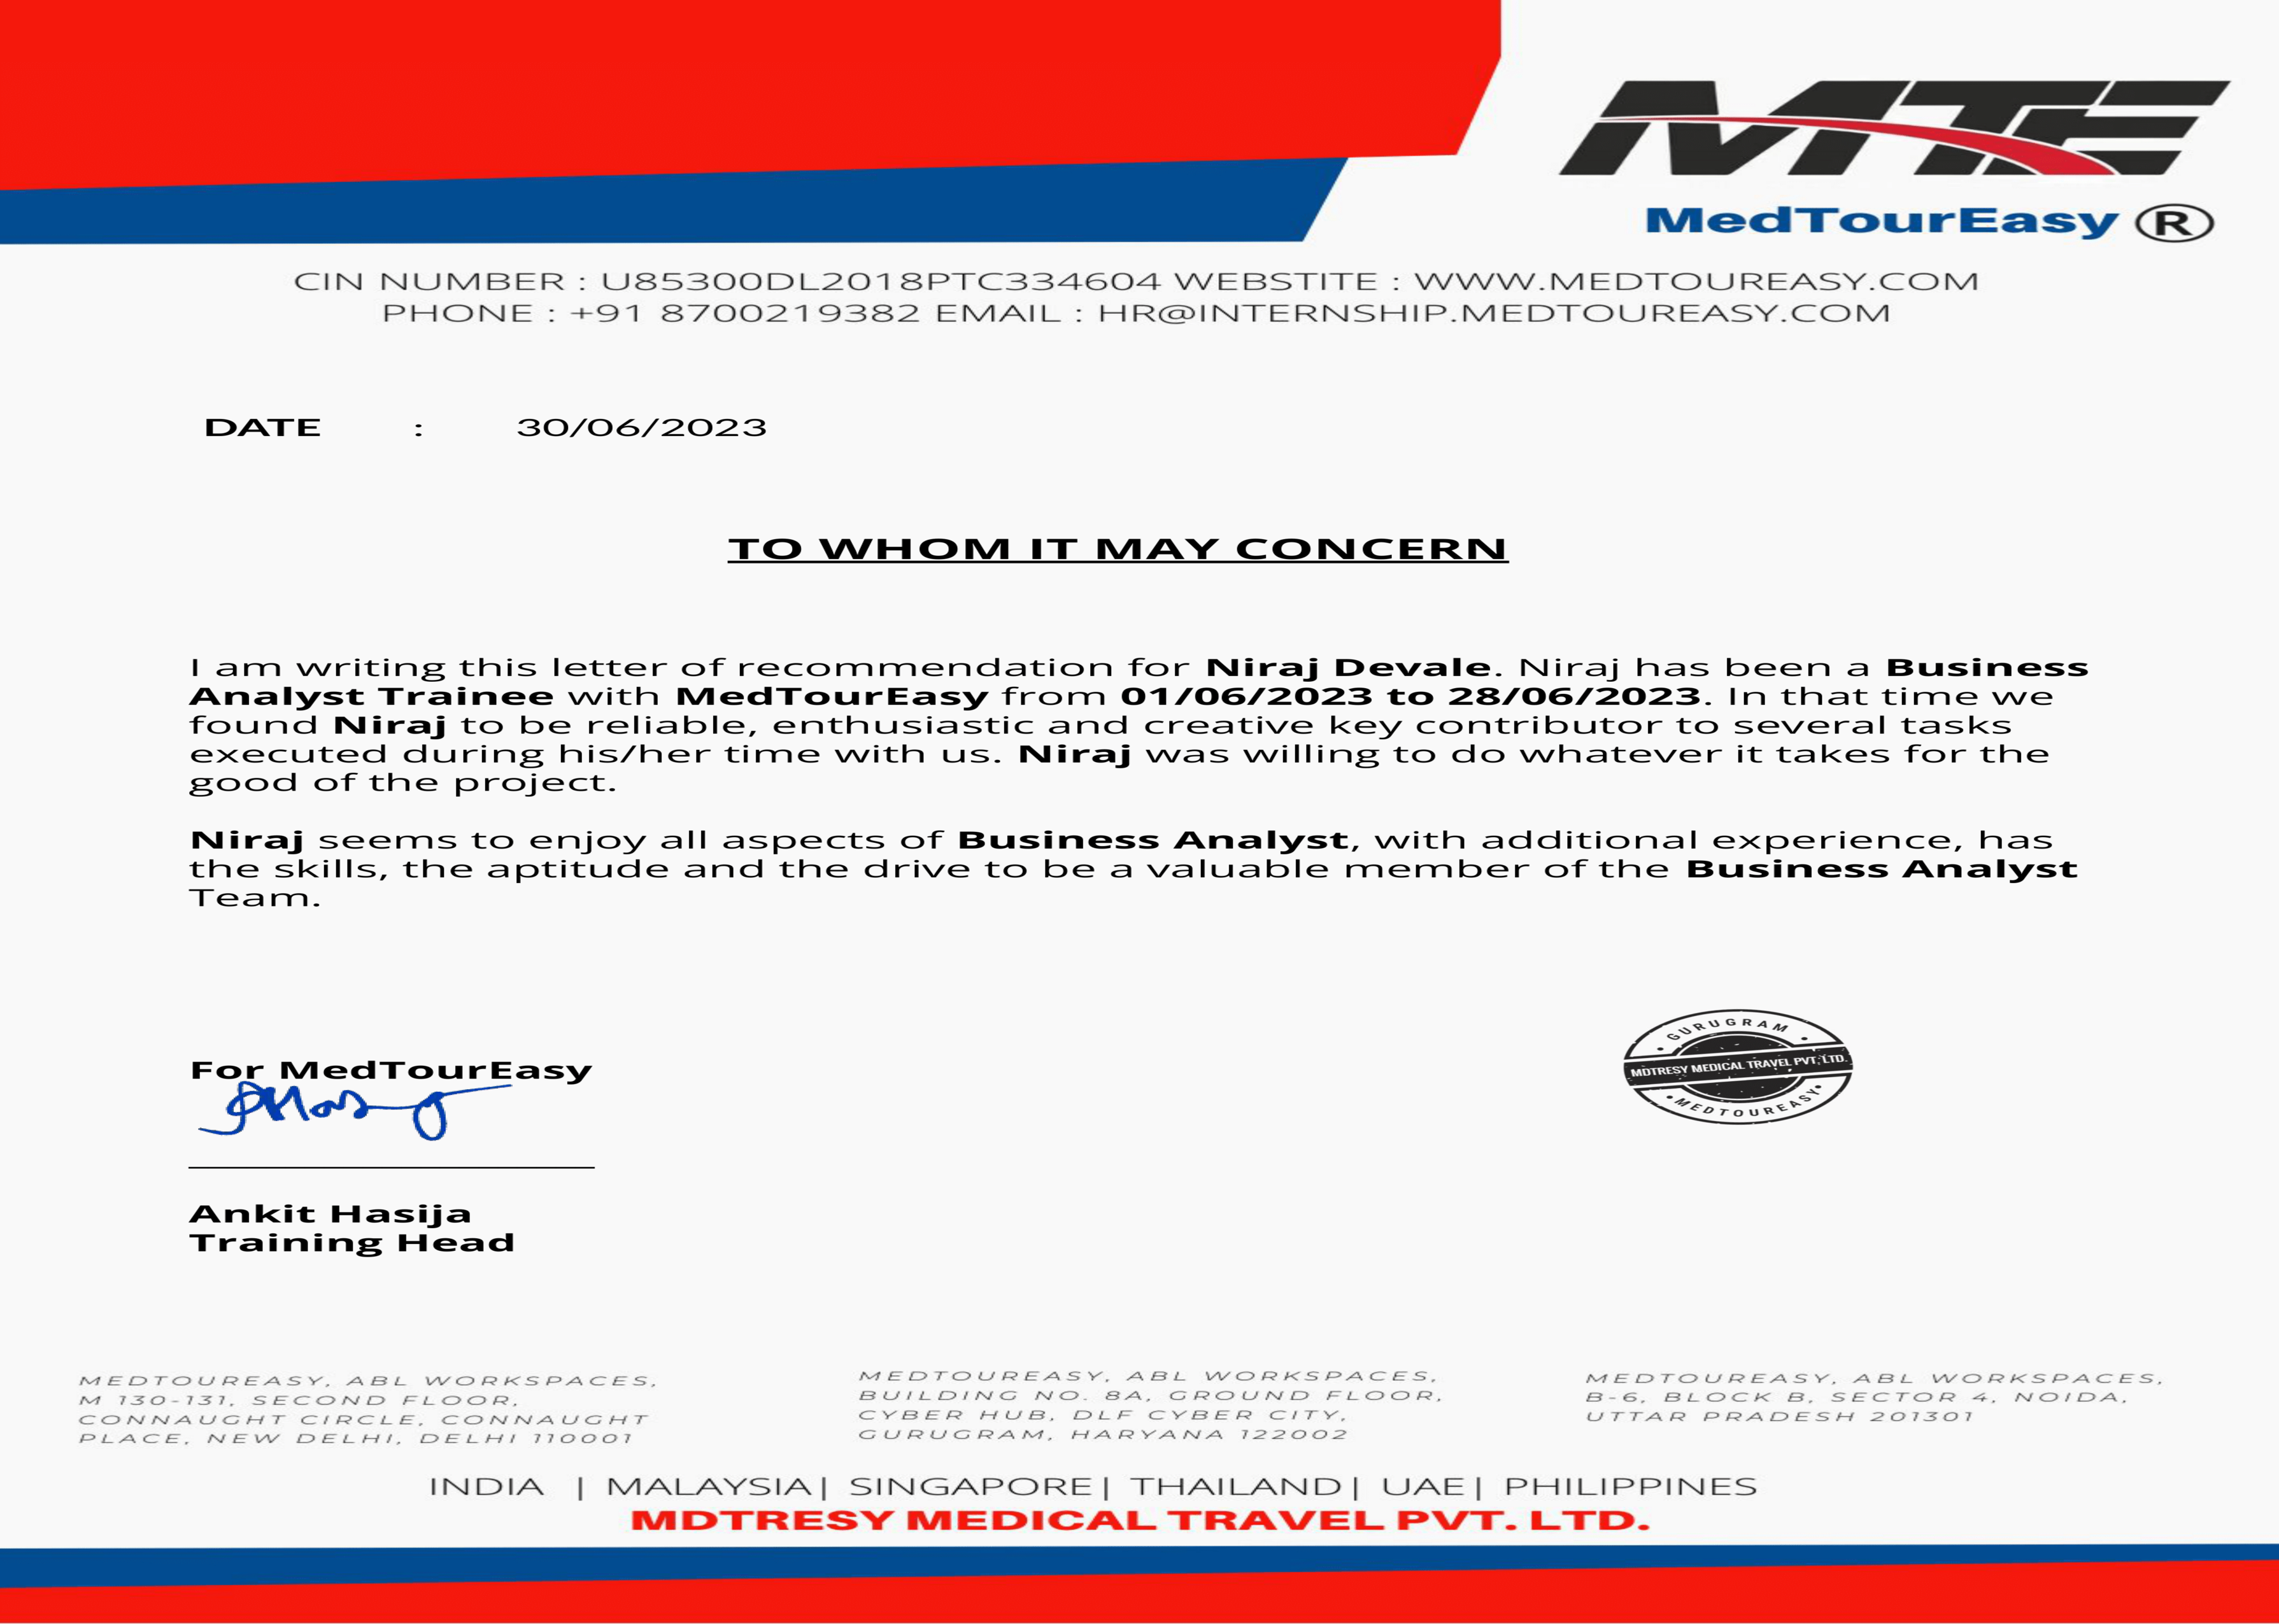 MTE
MedTourEasy ®
CIN NUMBER : U85300DL2018PTC334604 WEBSTITE : WWW.MEDTOUREASY.COM
PHONE : +91 8700219382 EMAIL : HR@INTERNSHIP.MEDTOUREASY.COM
DATE : 30/06/2023
TO WHOM IT MAY CONCERN
I am writing this letter of recommendation for Niraj Devale. Niraj has been a Business
Analyst Trainee with MedTourEasy from 01/06/2023 to 28/06/2023. In that time we
found Niraj to be reliable, enthusiastic and creative key contributor to several tasks
executed during his/her time with us. Niraj was willing to do whatever it takes for the
good of the project.
Niraj seems to enjoy all aspects of Business Analyst, with additional experience, has
the skills, the aptitude and the drive to be a valuable member of the Business Analyst
Team.
For MedTourEasy
GURUGRAM
MDTRESY MEDICAL TRAVEL PVT. LTD.
MEDTOUREASY
Ankit Hasija
Training Head
MEDTOUREASY, ABL WORKSPACES,
M 130-131, SECOND FLOOR,
CONNAUGHT CIRCLE, CONNAUGHT
PLACE, NEW DELHI, DELHI 110001
MEDTOUREASY, ABL WORKSPACES,
BUILDING NO. 8A, GROUND FLOOR,
CYBER HUB, DLF CYBER CITY,
GURUGRAM, HARYANA 122002
MEDTOUREASY, ABL WORKSPACES,
B-6, BLOCK B, SECTOR 4, NOIDA,
UTTAR PRADESH 201301
INDIA | MALAYSIA| SINGAPORE| THAILAND| UAE| PHILIPPINES
MDTRESY MEDICAL TRAVEL PVT. LTD.